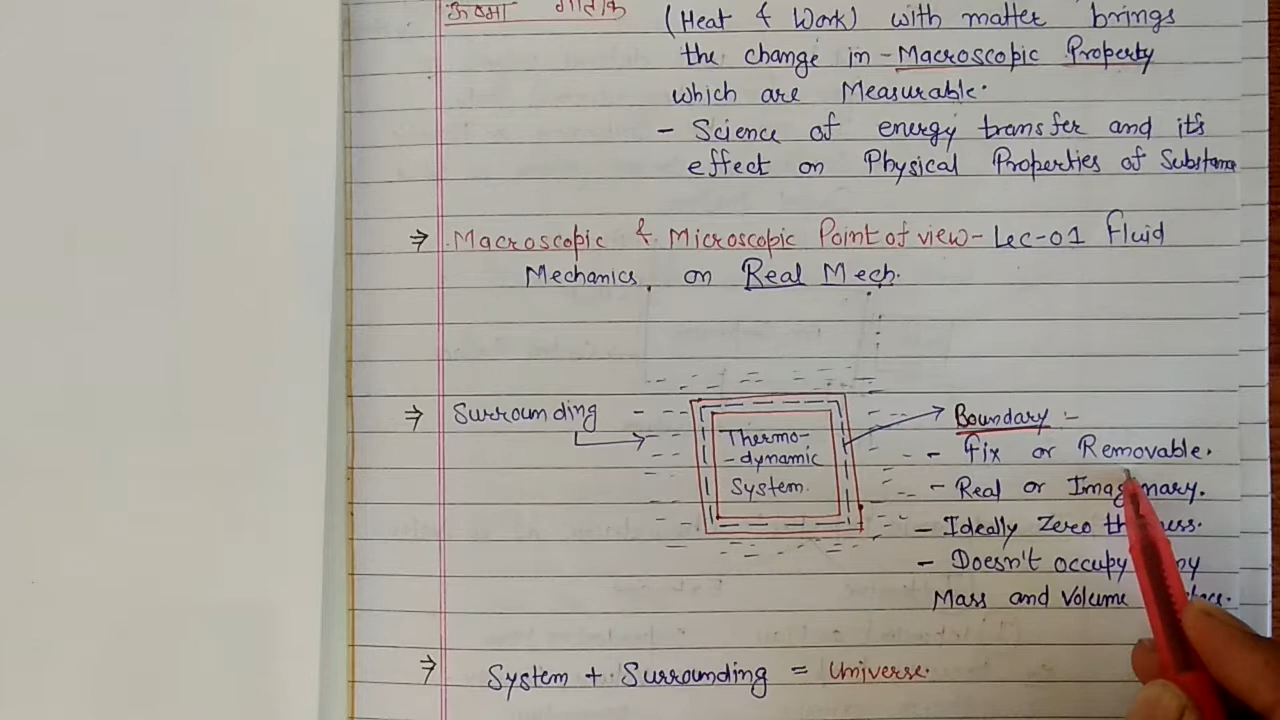 ऊष्मा गतिकी
(Heat & Work) with matter brings
the change in - Macroscopic Property
which are Measurable.
- Science of energy transfer and it's
effect on Physical Properties of
⇒ Macroscopic & Microscopic Point of view - Lec-01 Fluid
Mechanics on Real Mech.
⇒ Surrounding
Thermo-
-dynamic
System.
Boundary :-
- Fix or Removable.
- Real or Imaginary.
- Ideally Zero
- Doesn't occupy
Mass and Volume
⇒ System + Surrounding = Universe.